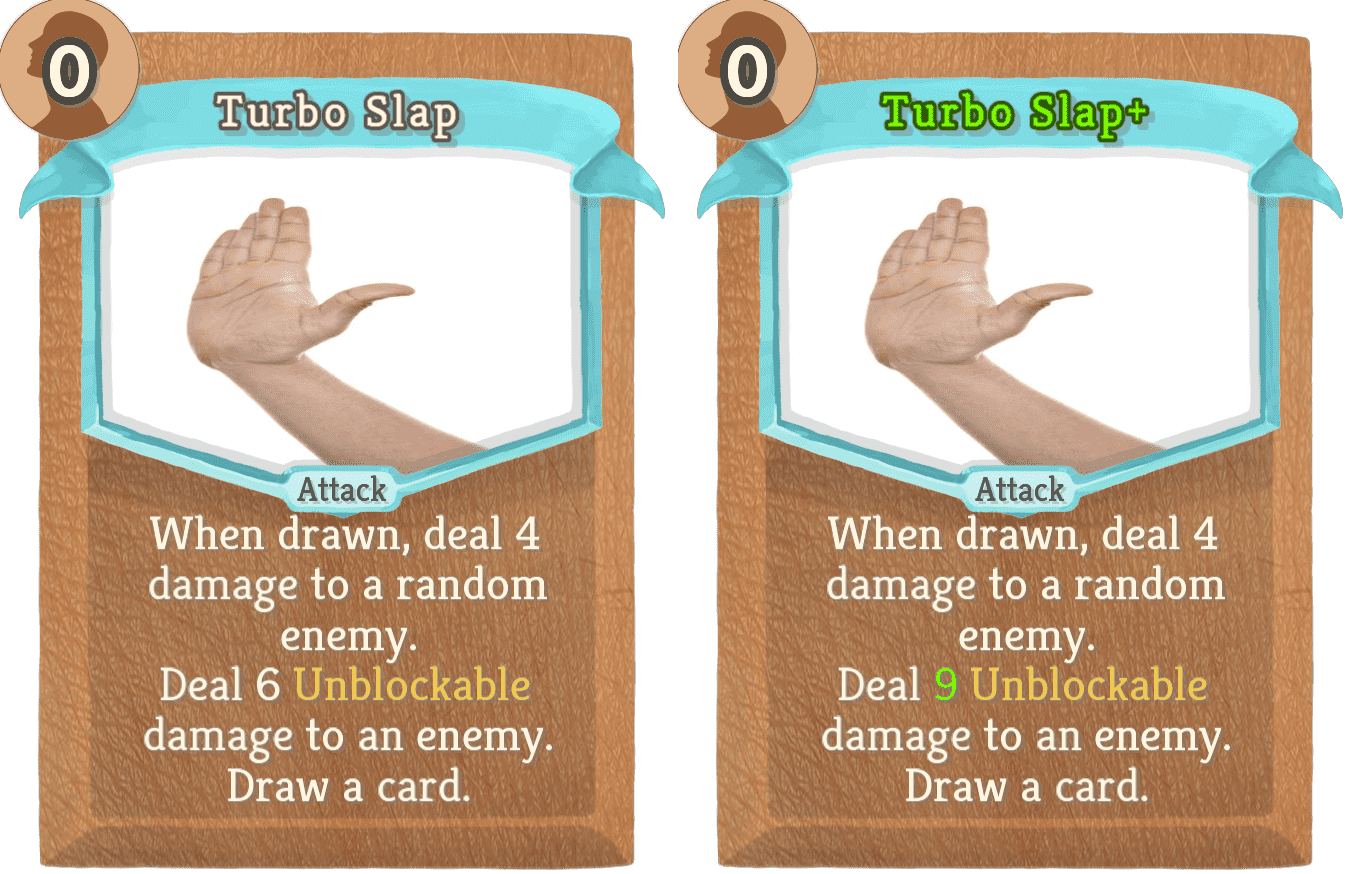 0
Turbo Slap
Attack
When drawn, deal 4
damage to a random
enemy.
Deal 6 Unblockable
damage to an enemy.
Draw a card.
0
Turbo Slap+
Attack
When drawn, deal 4
damage to a random
enemy.
Deal 9 Unblockable
damage to an enemy.
Draw a card.